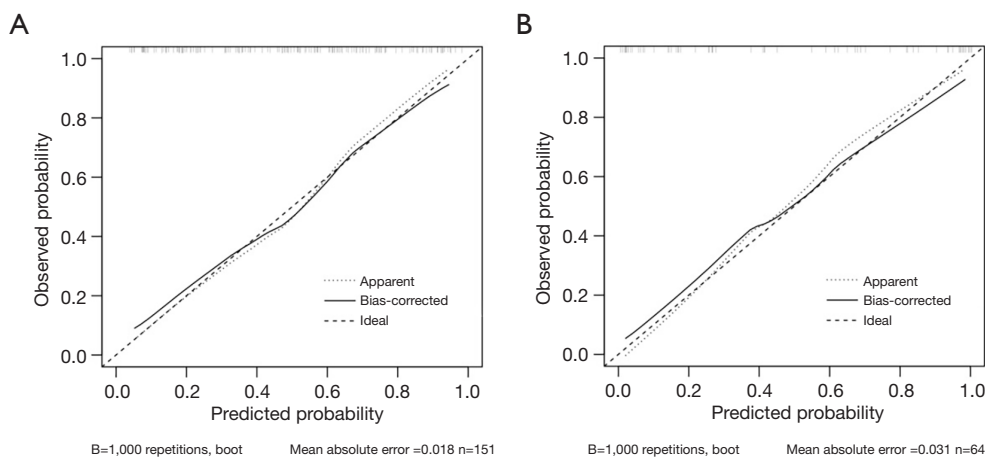 A
1.0
0.8
0.6
0.4
0.2
0.0
Observed probability
Apparent
Bias-corrected
Ideal
0.0 0.2 0.4 0.6 0.8 1.0
Predicted probability
B=1,000 repetitions, boot Mean absolute error =0.018 n=151
B
1.0
0.8
0.6
0.4
0.2
0.0
Observed probability
Apparent
Bias-corrected
Ideal
0.0 0.2 0.4 0.6 0.8 1.0
Predicted probability
B=1,000 repetitions, boot Mean absolute error =0.031 n=64